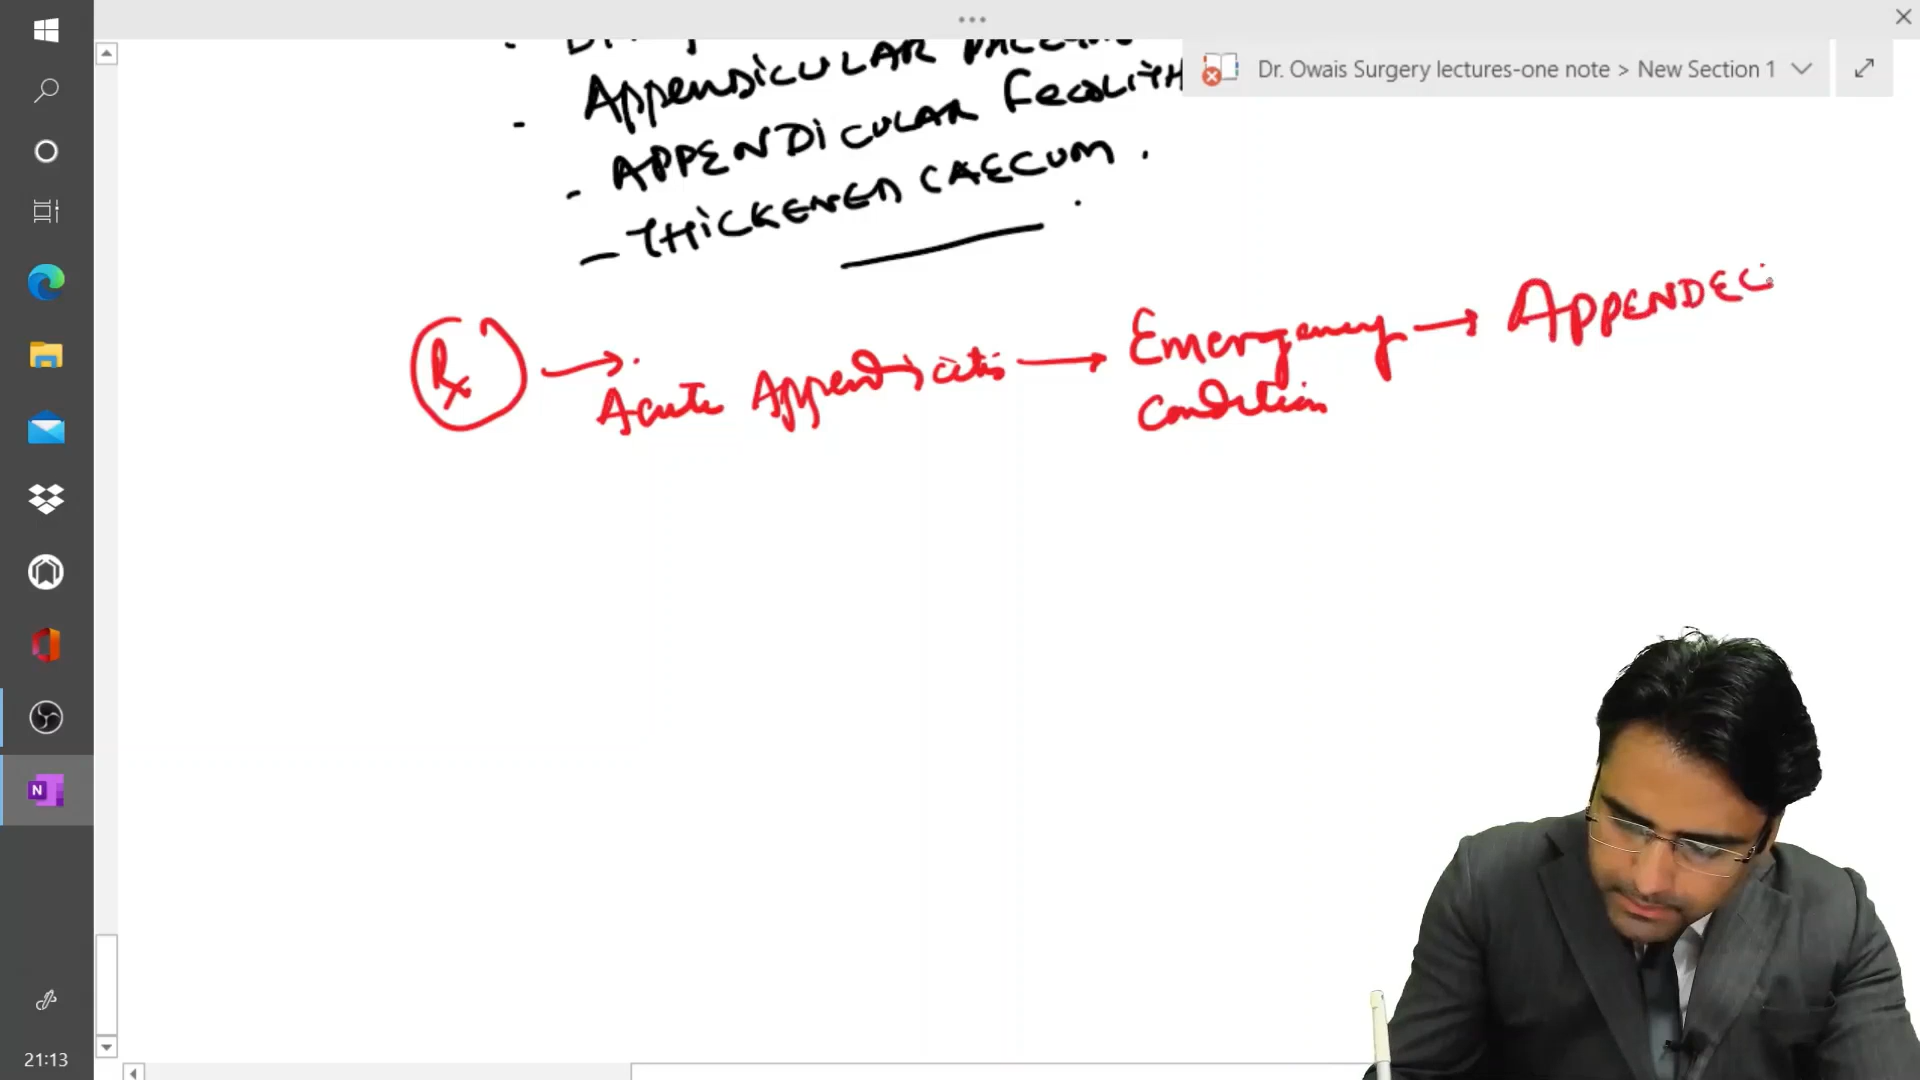 Dr. Owais Surgery lectures-one note > New Section 1
- Appendicular
- APPENDICULAR FecoLiTH
- THiCKENED CAECUM.
Rx → Acute Appendicitis → Emergency → APPENDEC
condition
N
21:13